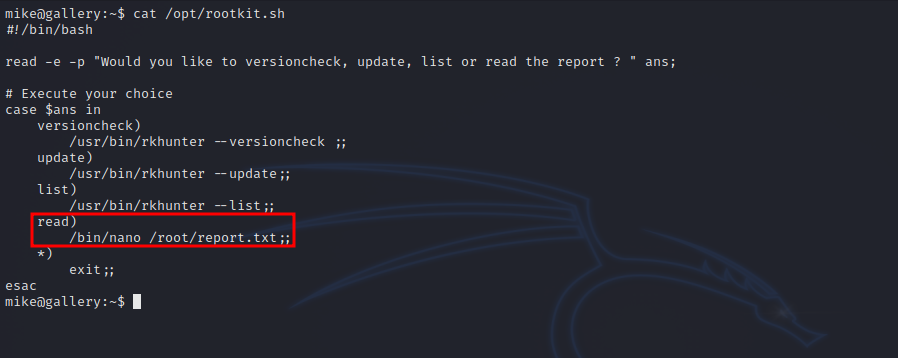 mike@gallery:~$ cat /opt/rootkit.sh
#!/bin/bash
read -e -p "Would you like to versioncheck, update, list or read the report ? " ans;
# Execute your choice
case $ans in
    versioncheck)
        /usr/bin/rkhunter --versioncheck ;;
    update)
        /usr/bin/rkhunter --update;;
    list)
        /usr/bin/rkhunter --list;;
    read)
        /bin/nano /root/report.txt;;
    *)
        exit;;
esac
mike@gallery:~$